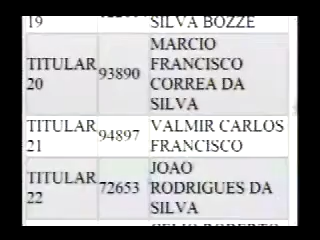 19 SILVA BOZZE
MARCIO
TITULAR FRANCISCO
20 93890 CORREA DA
SILVA
TITULAR 94897 VALMIR CARLOS
21 FRANCISCO
JOAO
TITULAR 72653 RODRIGUES DA
22 SILVA